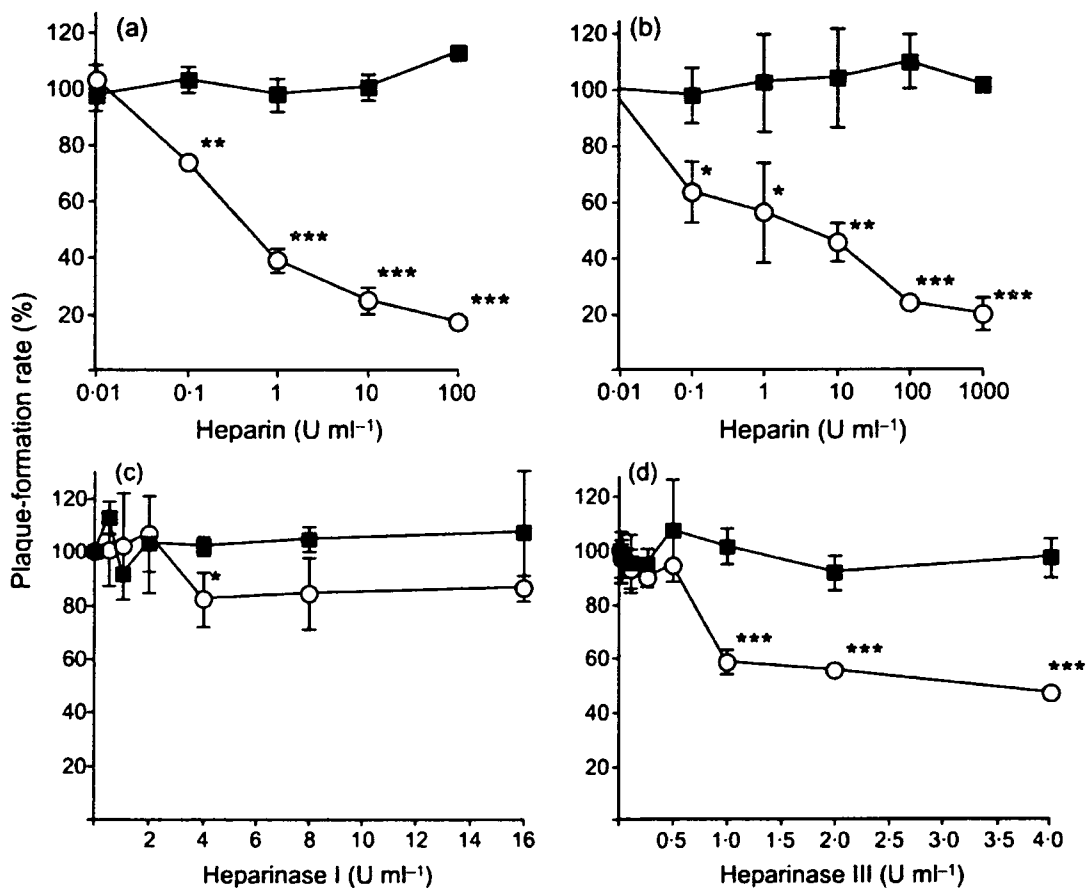 (a)
120
100
80
60
40
20
**
***
***
***
0·01 0·1 1 10 100
Heparin (U ml⁻¹)
(b)
120
100
80
60
40
20
*
*
**
***
***
0·01 0·1 1 10 100 1000
Heparin (U ml⁻¹)
Plaque-formation rate (%)
(c)
120
100
80
60
40
20
*
2 4 6 8 10 12 14 16
Heparinase I (U ml⁻¹)
(d)
120
100
80
60
40
20
***
***
***
0·5 1·0 1·5 2·0 2·5 3·0 3·5 4·0
Heparinase III (U ml⁻¹)